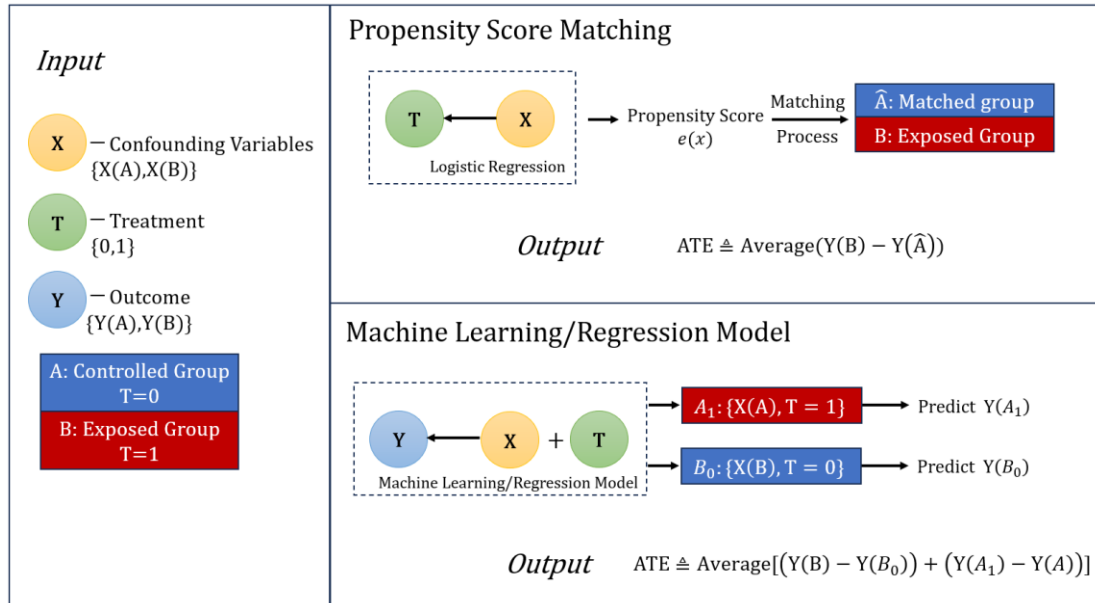 Input
X
— Confounding Variables
{X(A),X(B)}
T
— Treatment
{0,1}
Y
— Outcome
{Y(A),Y(B)}
A: Controlled Group
T=0
B: Exposed Group
T=1
Propensity Score Matching
T
X
Logistic Regression
Propensity Score
e(x)
Matching
Process
Â: Matched group
B: Exposed Group
Output
ATE ≜ Average(Y(B) − Y(Â))
Machine Learning/Regression Model
Y
X + T
Machine Learning/Regression Model
A₁: {X(A), T = 1}
Predict Y(A₁)
B₀: {X(B), T = 0}
Predict Y(B₀)
Output
ATE ≜ Average[(Y(B) − Y(B₀)) + (Y(A₁) − Y(A))]